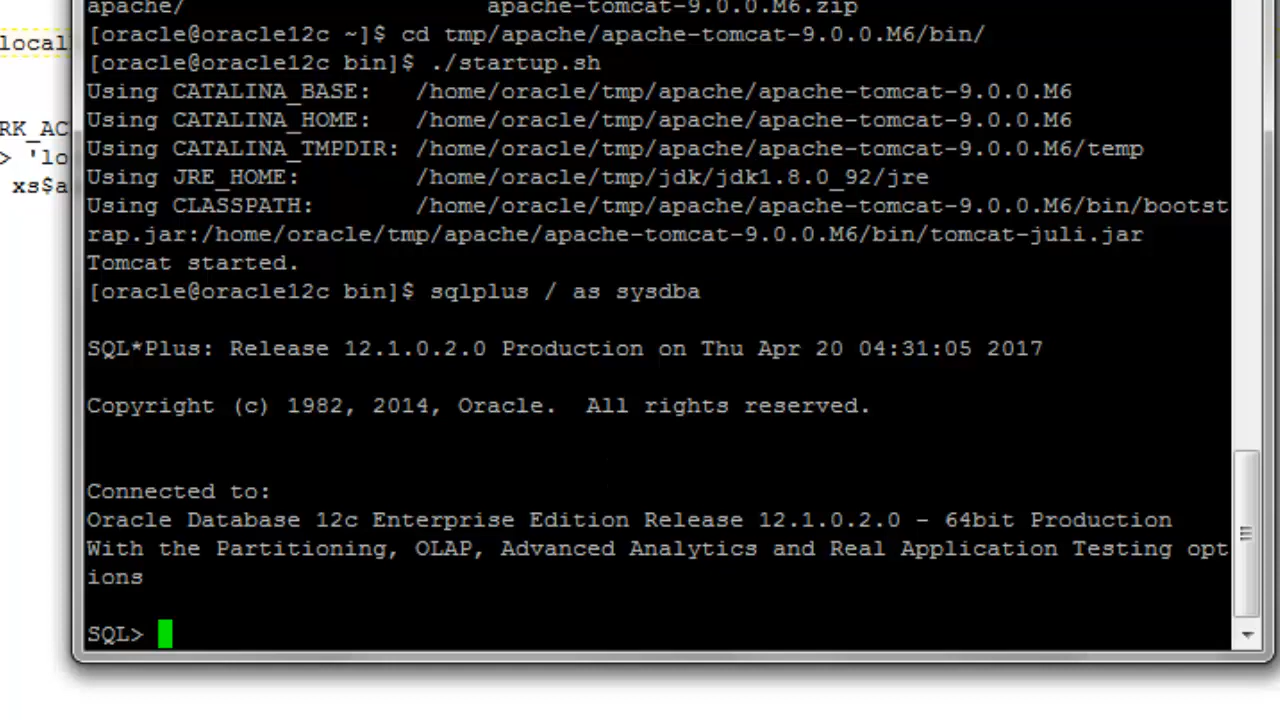 apache/                     apache-tomcat-9.0.0.M6.zip
[oracle@oracle12c ~]$ cd tmp/apache/apache-tomcat-9.0.0.M6/bin/
[oracle@oracle12c bin]$ ./startup.sh
Using CATALINA_BASE:   /home/oracle/tmp/apache/apache-tomcat-9.0.0.M6
Using CATALINA_HOME:   /home/oracle/tmp/apache/apache-tomcat-9.0.0.M6
Using CATALINA_TMPDIR: /home/oracle/tmp/apache/apache-tomcat-9.0.0.M6/temp
Using JRE_HOME:        /home/oracle/tmp/jdk/jdk1.8.0_92/jre
Using CLASSPATH:       /home/oracle/tmp/apache/apache-tomcat-9.0.0.M6/bin/bootst
rap.jar:/home/oracle/tmp/apache/apache-tomcat-9.0.0.M6/bin/tomcat-juli.jar
Tomcat started.
[oracle@oracle12c bin]$ sqlplus / as sysdba
SQL*Plus: Release 12.1.0.2.0 Production on Thu Apr 20 04:31:05 2017
Copyright (c) 1982, 2014, Oracle.  All rights reserved.
Connected to:
Oracle Database 12c Enterprise Edition Release 12.1.0.2.0 - 64bit Production
With the Partitioning, OLAP, Advanced Analytics and Real Application Testing opt
ions
SQL>
local
RK_AC
> 'lo
xs$a